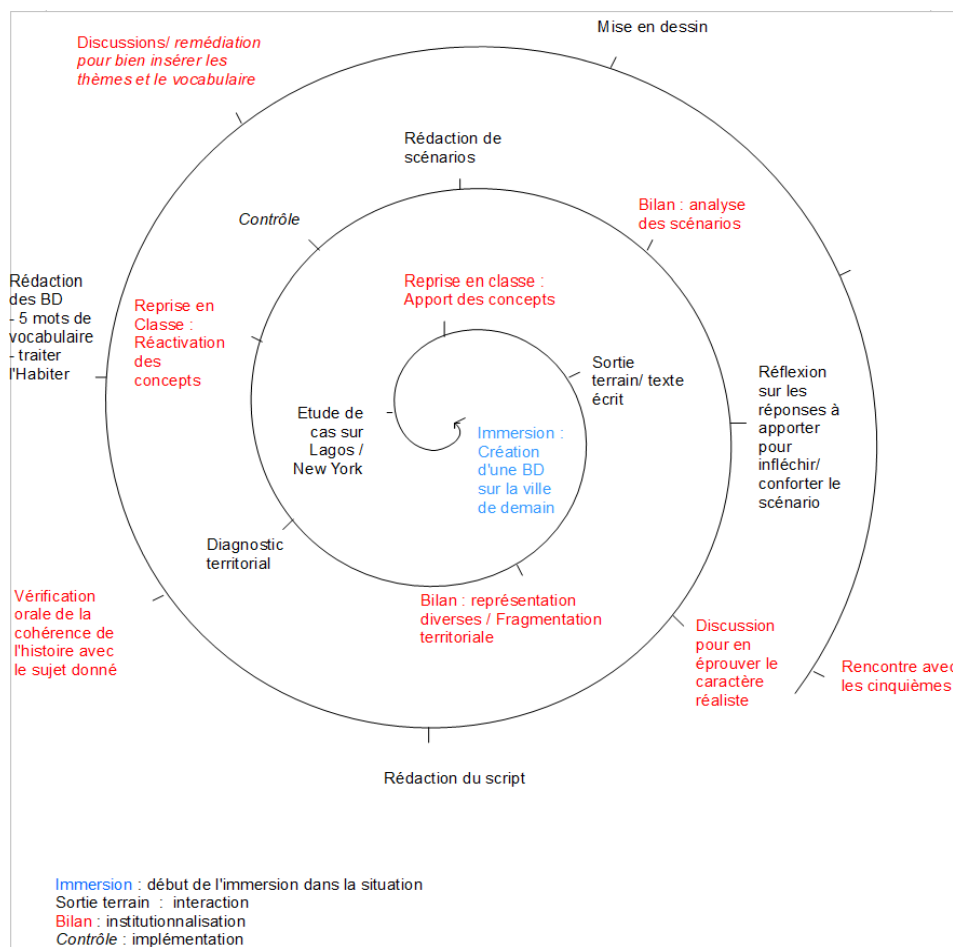 Mise en dessin
Discussions/ remédiation
pour bien insérer les
thèmes et le vocabulaire
Rédaction de
scénarios
Bilan : analyse
des scénarios
Contrôle
Rédaction
des BD
- 5 mots de
vocabulaire
- traiter
l'Habiter
Reprise en
Classe :
Réactivation
des
concepts
Reprise en classe :
Apport des concepts
Sortie
terrain/ texte
écrit
Réflexion
sur les
réponses à
apporter
pour
infléchir/
conforter le
scénario
Etude de
cas sur
Lagos /
New York
Immersion :
Création
d'une BD
sur la ville
de demain
Diagnostic
territorial
Bilan : représentation
diverses / Fragmentation
territoriale
Vérification
orale de la
cohérence de
l'histoire avec
le sujet donné
Discussion
pour en
éprouver le
caractère
réaliste
Rencontre avec
les cinquièmes
Rédaction du script
Immersion : début de l'immersion dans la situation
Sortie terrain : interaction
Bilan : institutionnalisation
Contrôle : implémentation